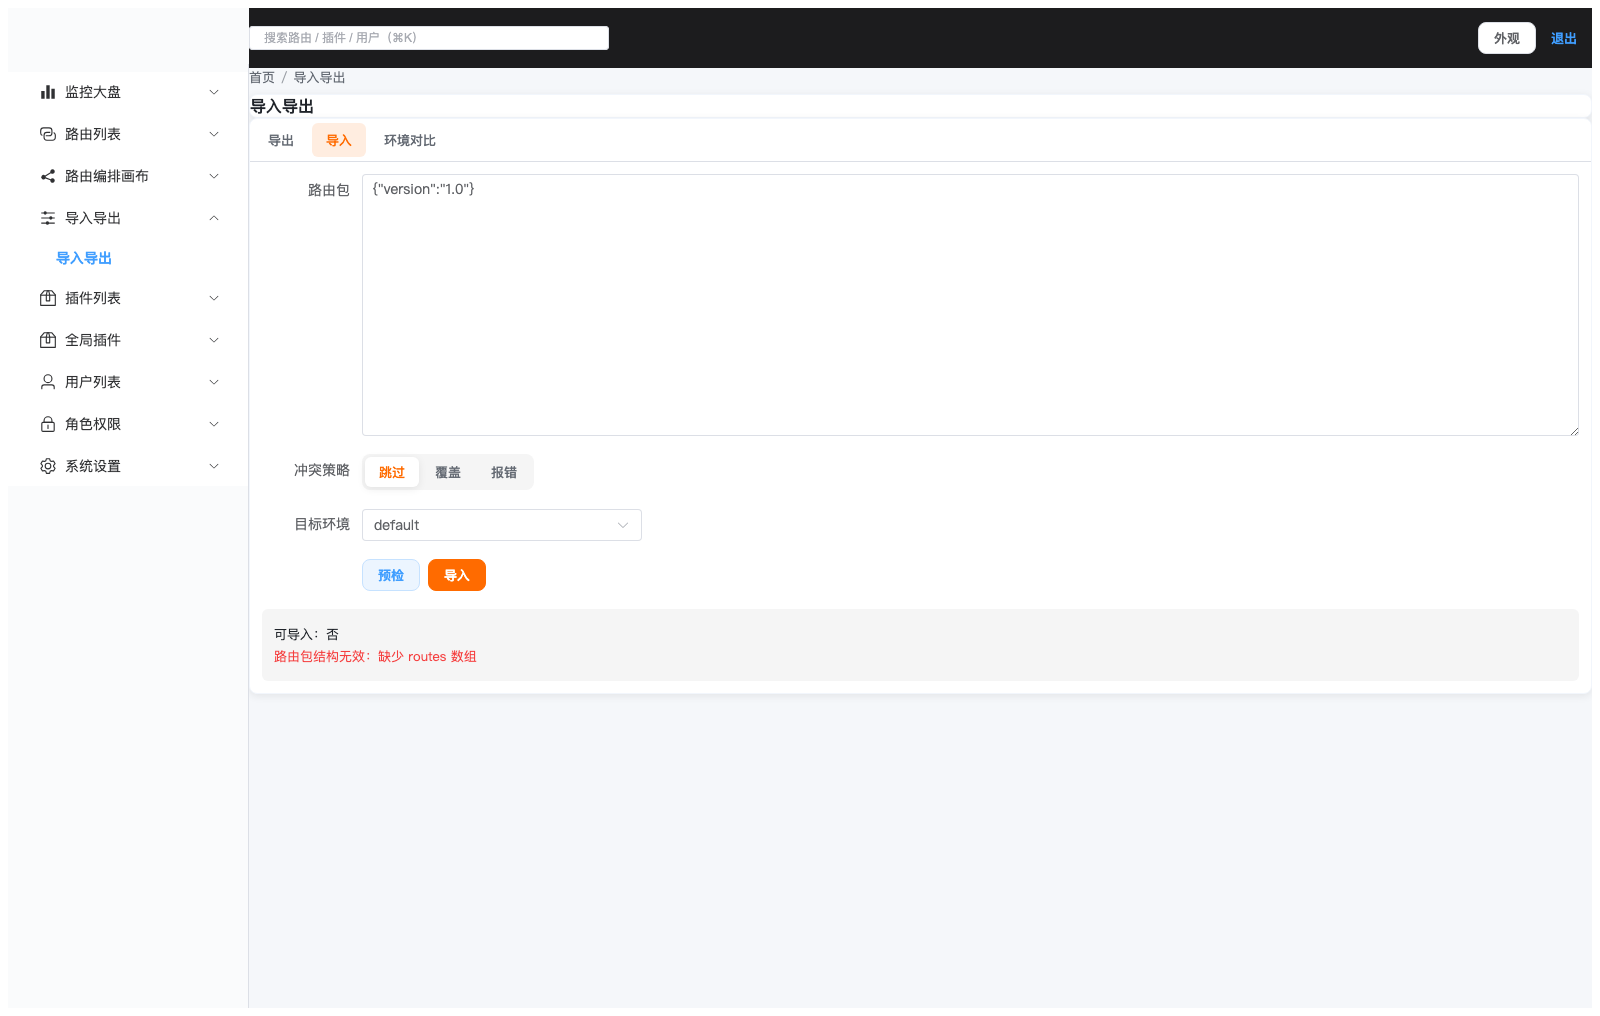 搜索路由 / 插件 / 用户（⌘K）
外观
退出
监控大盘
路由列表
路由编排画布
导入导出
导入导出
插件列表
全局插件
用户列表
角色权限
系统设置
首页 / 导入导出
导入导出
导出
导入
环境对比
路由包
{"version":"1.0"}
冲突策略
跳过
覆盖
报错
目标环境
default
预检
导入
可导入：否
路由包结构无效：缺少 routes 数组